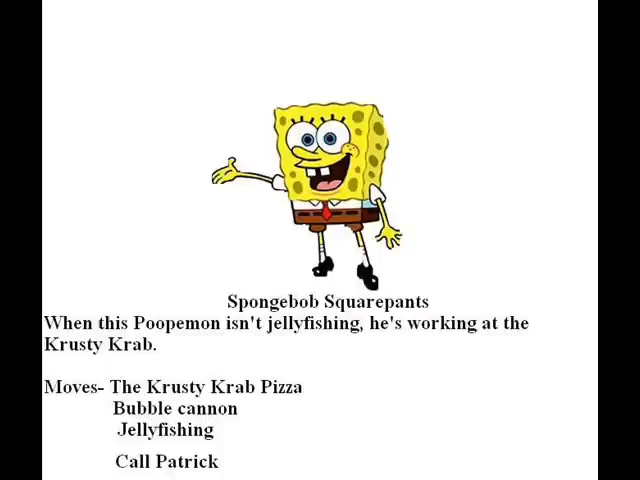 Spongebob Squarepants
When this Poopemon isn't jellyfishing, he's working at the
Krusty Krab.
Moves- The Krusty Krab Pizza
Bubble cannon
Jellyfishing
Call Patrick